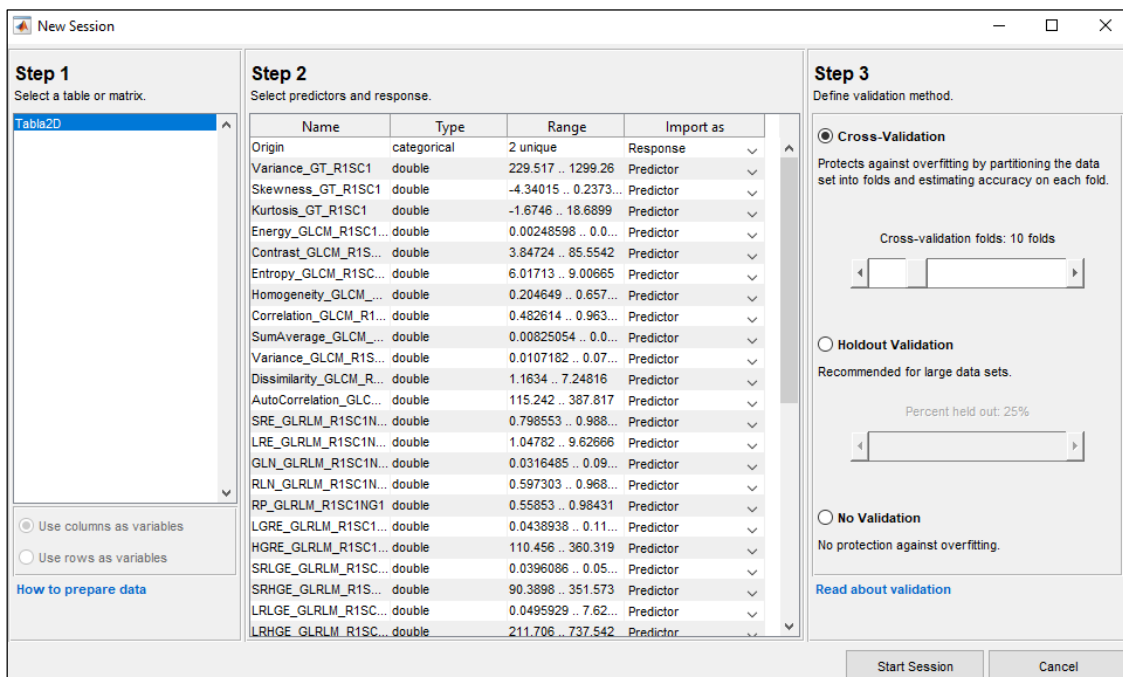 New Session
Step 1
Select a table or matrix.
Tabla2D
Use columns as variables
Use rows as variables
How to prepare data
Step 2
Select predictors and response.
Name Type Range Import as
Origin categorical 2 unique Response
Variance_GT_R1SC1 double 229.517 .. 1299.26 Predictor
Skewness_GT_R1SC1 double -4.34015 .. 0.2373... Predictor
Kurtosis_GT_R1SC1 double -1.6746 .. 18.6899 Predictor
Energy_GLCM_R1SC1... double 0.00248598 .. 0.0... Predictor
Contrast_GLCM_R1S... double 3.84724 .. 85.5542 Predictor
Entropy_GLCM_R1SC... double 6.01713 .. 9.00665 Predictor
Homogeneity_GLCM_... double 0.204649 .. 0.657... Predictor
Correlation_GLCM_R1... double 0.482614 .. 0.963... Predictor
SumAverage_GLCM_... double 0.00825054 .. 0.0... Predictor
Variance_GLCM_R1S... double 0.0107182 .. 0.07... Predictor
Dissimilarity_GLCM_R... double 1.1634 .. 7.24816 Predictor
AutoCorrelation_GLC... double 115.242 .. 387.817 Predictor
SRE_GLRLM_R1SC1N... double 0.798553 .. 0.988... Predictor
LRE_GLRLM_R1SC1N... double 1.04782 .. 9.62666 Predictor
GLN_GLRLM_R1SC1N... double 0.0316485 .. 0.09... Predictor
RLN_GLRLM_R1SC1N... double 0.597303 .. 0.968... Predictor
RP_GLRLM_R1SC1NG1 double 0.55853 .. 0.98431 Predictor
LGRE_GLRLM_R1SC1... double 0.0438938 .. 0.11... Predictor
HGRE_GLRLM_R1SC1... double 110.456 .. 360.319 Predictor
SRLGE_GLRLM_R1SC... double 0.0396086 .. 0.05... Predictor
SRHGE_GLRLM_R1S... double 90.3898 .. 351.573 Predictor
LRLGE_GLRLM_R1SC... double 0.0495929 .. 7.62... Predictor
LRHGE_GLRLM_R1SC... double 211.706 .. 737.542 Predictor
Step 3
Define validation method.
Cross-Validation
Protects against overfitting by partitioning the data
set into folds and estimating accuracy on each fold.
Cross-validation folds: 10 folds
Holdout Validation
Recommended for large data sets.
Percent held out: 25%
No Validation
No protection against overfitting.
Read about validation
Start Session Cancel